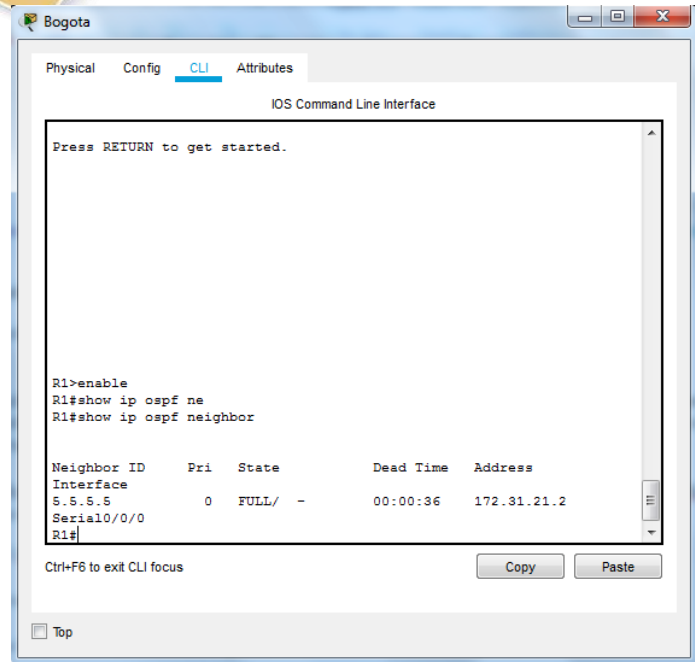 Bogota
Physical Config CLI Attributes
IOS Command Line Interface
Press RETURN to get started.
R1>enable
R1#show ip ospf ne
R1#show ip ospf neighbor
Neighbor ID Pri State Dead Time Address
Interface
5.5.5.5 0 FULL/ - 00:00:36 172.31.21.2
Serial0/0/0
R1#
Ctrl+F6 to exit CLI focus Copy Paste
Top